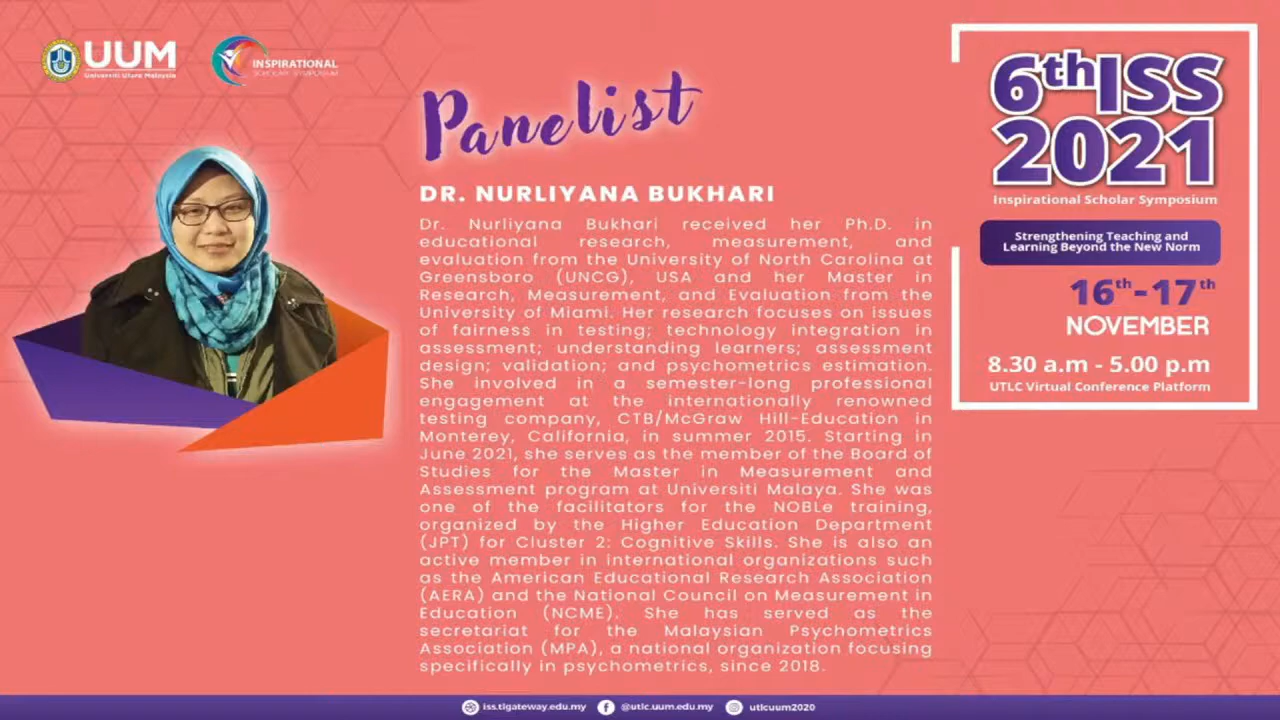 UUM
Universiti Utara Malaysia
INSPIRATIONAL
SCHOLAR SYMPOSIUM
Panelist
DR. NURLIYANA BUKHARI
Dr. Nurliyana Bukhari received her Ph.D. in
educational research, measurement, and
evaluation from the University of North Carolina at
Greensboro (UNCG), USA and her Master in
Research, Measurement, and Evaluation from the
University of Miami. Her research focuses on issues
of fairness in testing; technology integration in
assessment; understanding learners; assessment
design; validation; and psychometrics estimation.
She involved in a semester-long professional
engagement at the internationally renowned
testing company, CTB/McGraw Hill-Education in
Monterey, California, in summer 2015. Starting in
June 2021, she serves as the member of the Board of
Studies for the Master in Measurement and
Assessment program at Universiti Malaya. She was
one of the facilitators for the NOBLe training,
organized by the Higher Education Department
(JPT) for Cluster 2: Cognitive Skills. She is also an
active member in international organizations such
as the American Educational Research Association
(AERA) and the National Council on Measurement in
Education (NCME). She has served as the
secretariat for the Malaysian Psychometrics
Association (MPA), a national organization focusing
specifically in psychometrics, since 2018.
6th ISS
2021
Inspirational Scholar Symposium
Strengthening Teaching and
Learning Beyond the New Norm
16th-17th
NOVEMBER
8.30 a.m - 5.00 p.m
UTLC Virtual Conference Platform
iss.tlgateway.edu.my @utlc.uum.edu.my utlcuum2020